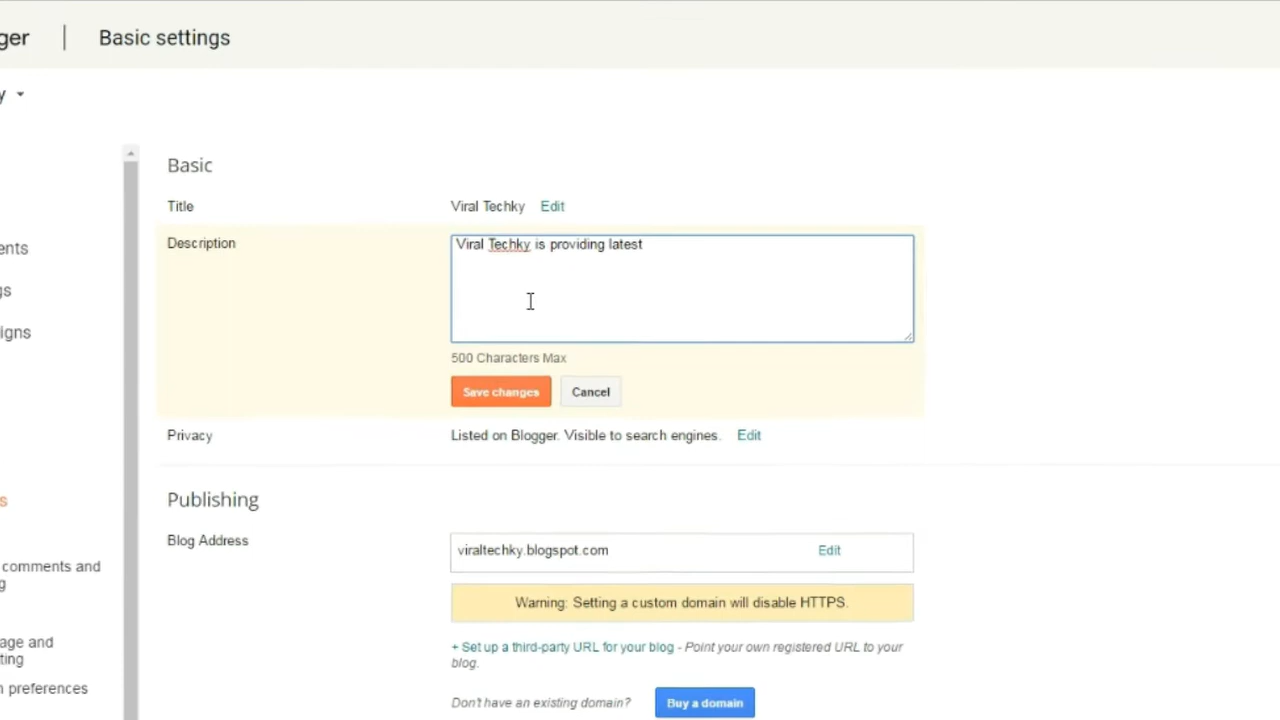 ger | Basic settings
y
Basic
Title
Viral Techky Edit
Description
Viral Techky is providing latest
500 Characters Max
Save changes Cancel
Privacy
Listed on Blogger. Visible to search engines. Edit
Publishing
Blog Address
viraltechky.blogspot.com Edit
Warning: Setting a custom domain will disable HTTPS.
+ Set up a third-party URL for your blog - Point your own registered URL to your
blog.
Don't have an existing domain? Buy a domain
ents
gs
igns
s
comments and
g
age and
ting
n preferences